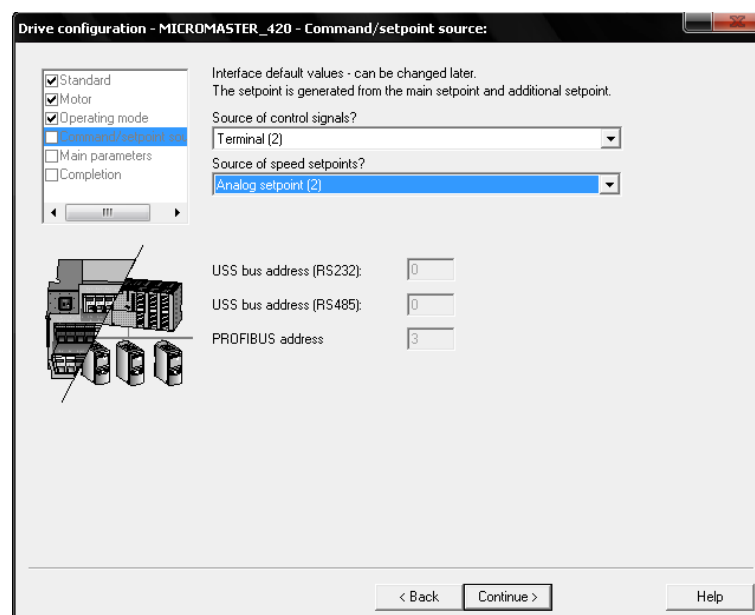 Drive configuration - MICROMASTER_420 - Command/setpoint source:
Standard
Motor
Operating mode
Command/setpoint sou
Main parameters
Completion
Interface default values - can be changed later.
The setpoint is generated from the main setpoint and additional setpoint.
Source of control signals?
Terminal (2)
Source of speed setpoints?
Analog setpoint (2)
USS bus address (RS232):
0
USS bus address (RS485):
0
PROFIBUS address
3
< Back
Continue >
Help